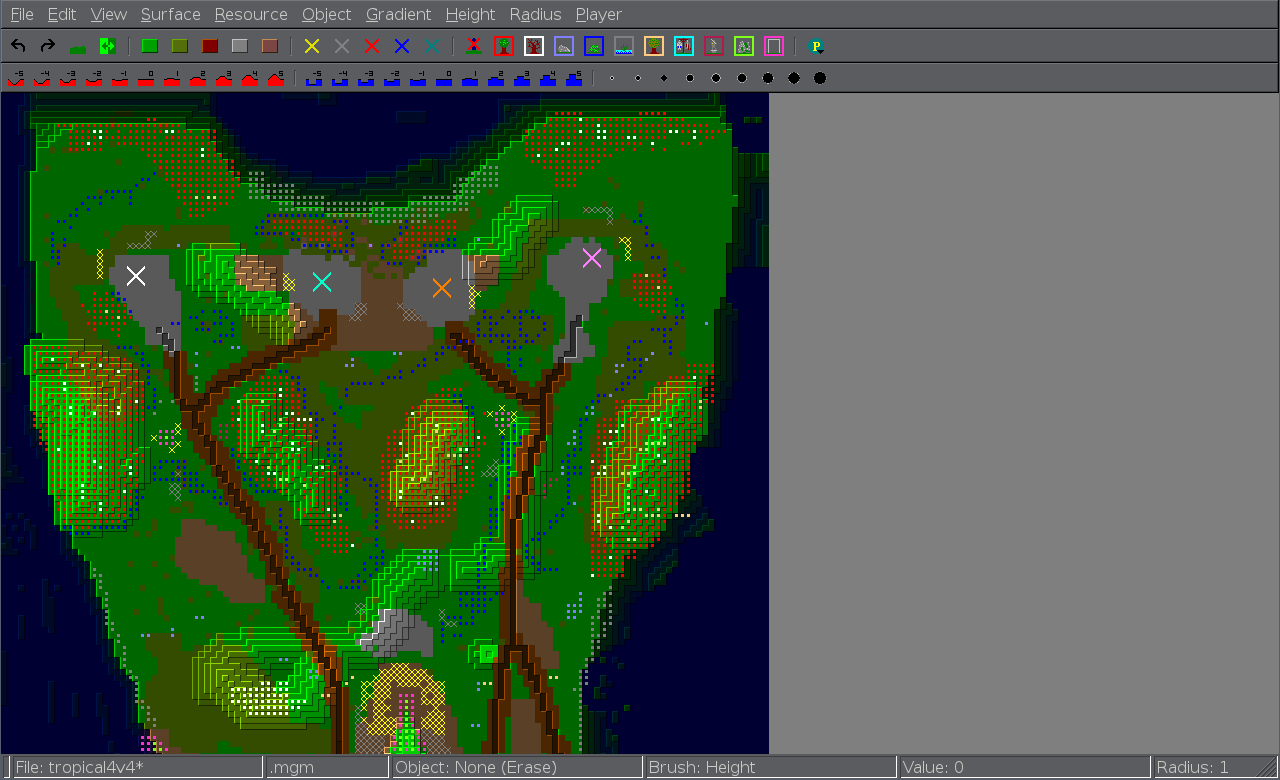 File Edit View Surface Resource Object Gradient Height Radius Player
P
-5 -4 -3 -2 -1 0 1 2 3 4 5 -5 -4 -3 -2 -1 0 1 2 3 4 5
File: tropical4v4* .mgm Object: None (Erase) Brush: Height Value: 0 Radius: 1